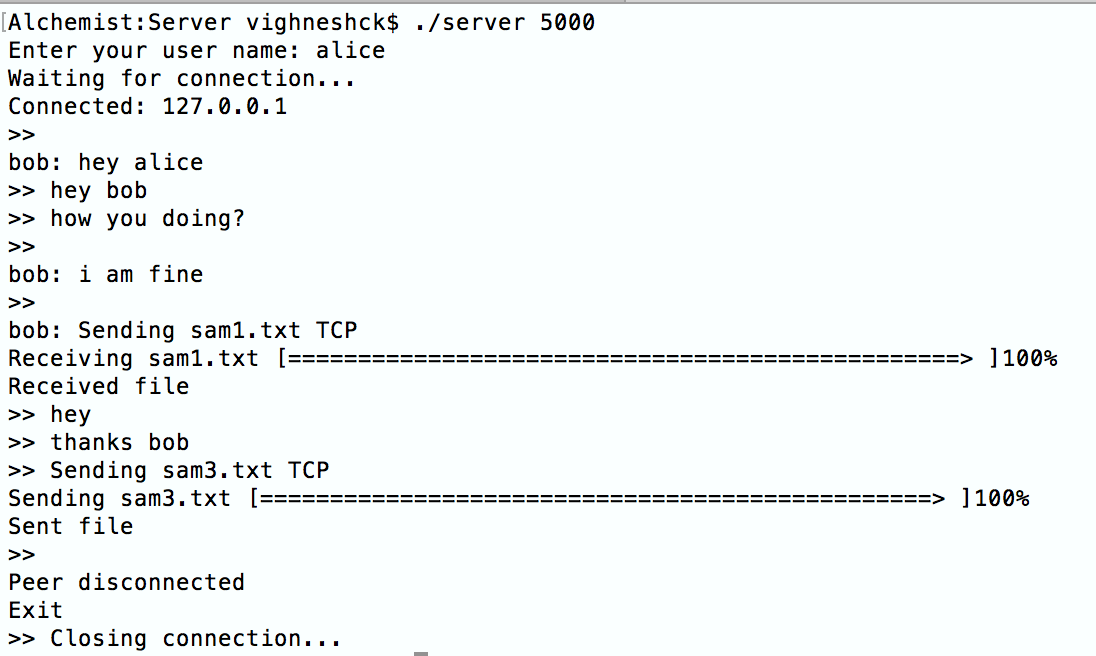 [Alchemist:Server vighneshck$ ./server 5000
Enter your user name: alice
Waiting for connection...
Connected: 127.0.0.1
>>
bob: hey alice
>> hey bob
>> how you doing?
>>
bob: i am fine
>>
bob: Sending sam1.txt TCP
Receiving sam1.txt [================================================> ]100%
Received file
>> hey
>> thanks bob
>> Sending sam3.txt TCP
Sending sam3.txt [================================================> ]100%
Sent file
>>
Peer disconnected
Exit
>> Closing connection...